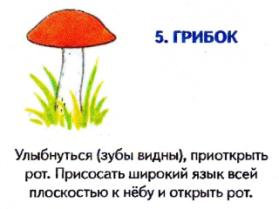 5. ГРИБОК
Улыбнуться (зубы видны), приоткрыть
рот. Присосать широкий язык всей
плоскостью к нёбу и открыть рот.